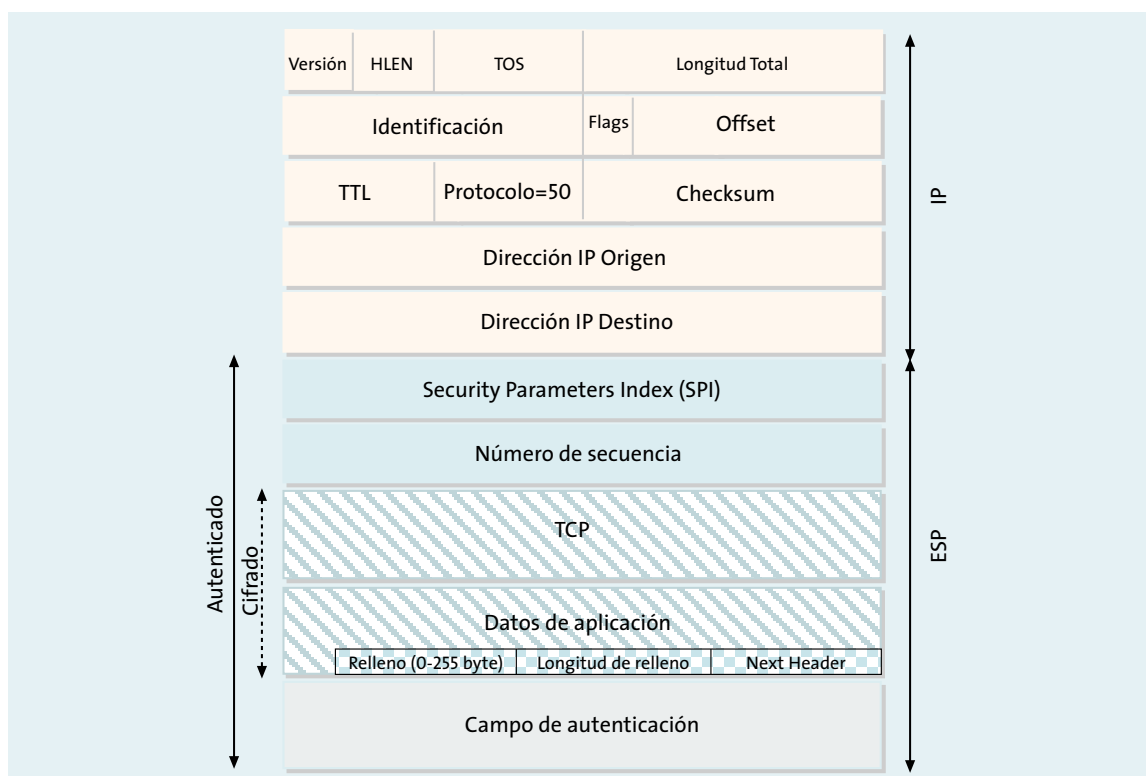 Versión HLEN TOS Longitud Total
Identificación Flags Offset
TTL Protocolo=50 Checksum
Dirección IP Origen
Dirección IP Destino
IP
Security Parameters Index (SPI)
Número de secuencia
TCP
Datos de aplicación
Relleno (0-255 byte) Longitud de relleno Next Header
Campo de autenticación
Autenticado
Cifrado
ESP